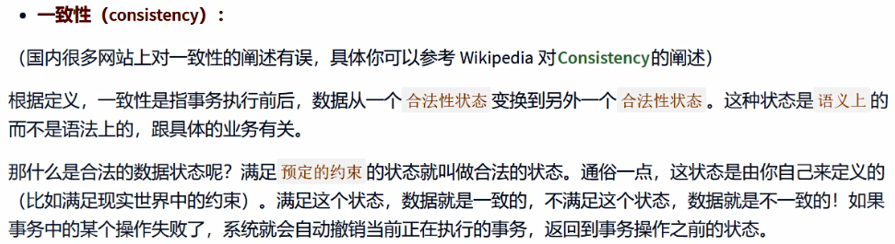 • 一致性（consistency）：
（国内很多网站上对一致性的阐述有误，具体你可以参考 Wikipedia 对Consistency的阐述）
根据定义，一致性是指事务执行前后，数据从一个 合法性状态 变换到另外一个 合法性状态 。这种状态是 语义上 的
而不是语法上的，跟具体的业务有关。
那什么是合法的数据状态呢？满足 预定的约束 的状态就叫做合法的状态。通俗一点，这状态是由你自己来定义的
（比如满足现实世界中的约束）。满足这个状态，数据就是一致的，不满足这个状态，数据就是不一致的！如果
事务中的某个操作失败了，系统就会自动撤销当前正在执行的事务，返回到事务操作之前的状态。